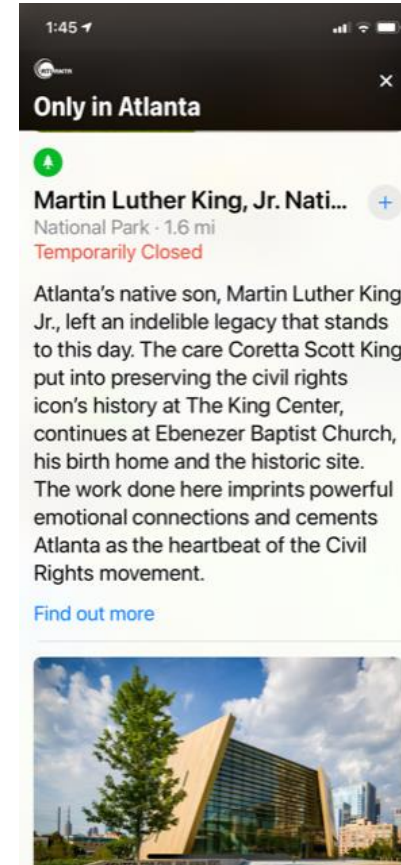 1:45
ATLANTA
Only in Atlanta
Martin Luther King, Jr. Nati...
National Park · 1.6 mi
Temporarily Closed
Atlanta’s native son, Martin Luther King
Jr., left an indelible legacy that stands
to this day. The care Coretta Scott King
put into preserving the civil rights
icon’s history at The King Center,
continues at Ebenezer Baptist Church,
his birth home and the historic site.
The work done here imprints powerful
emotional connections and cements
Atlanta as the heartbeat of the Civil
Rights movement.
Find out more